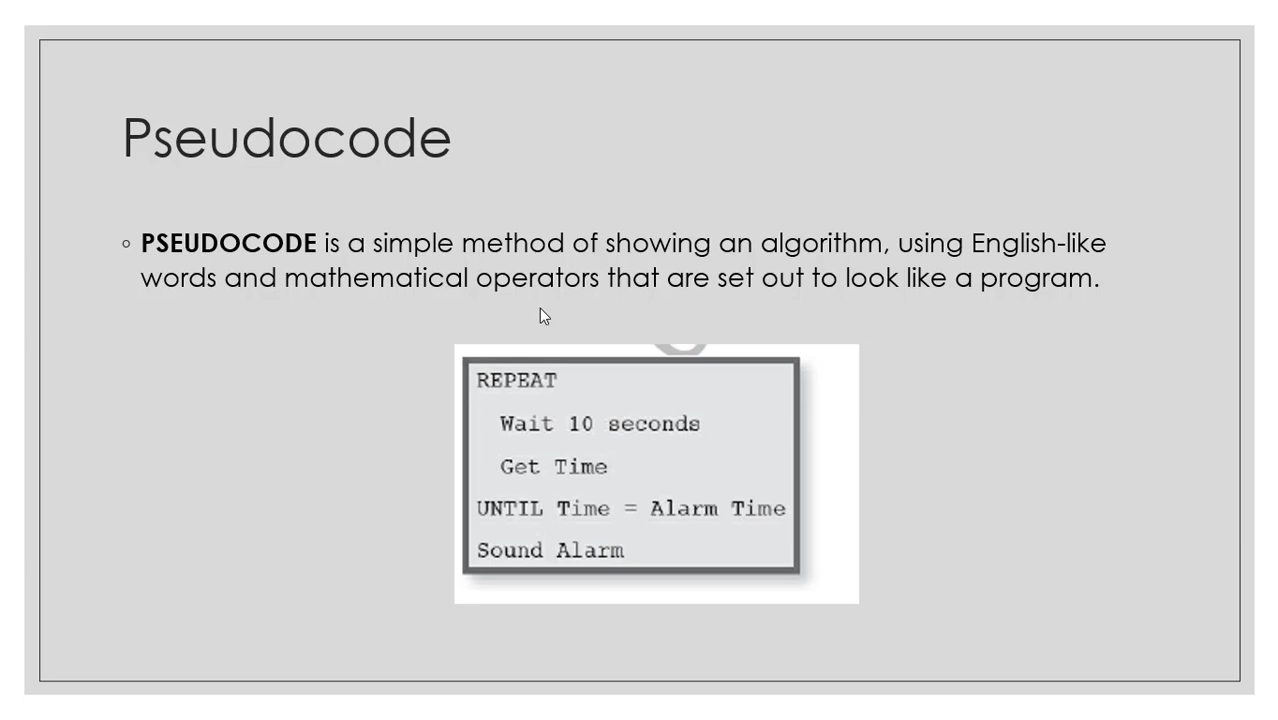 Pseudocode
◦ PSEUDOCODE is a simple method of showing an algorithm, using English-like
words and mathematical operators that are set out to look like a program.
REPEAT
Wait 10 seconds
Get Time
UNTIL Time = Alarm Time
Sound Alarm